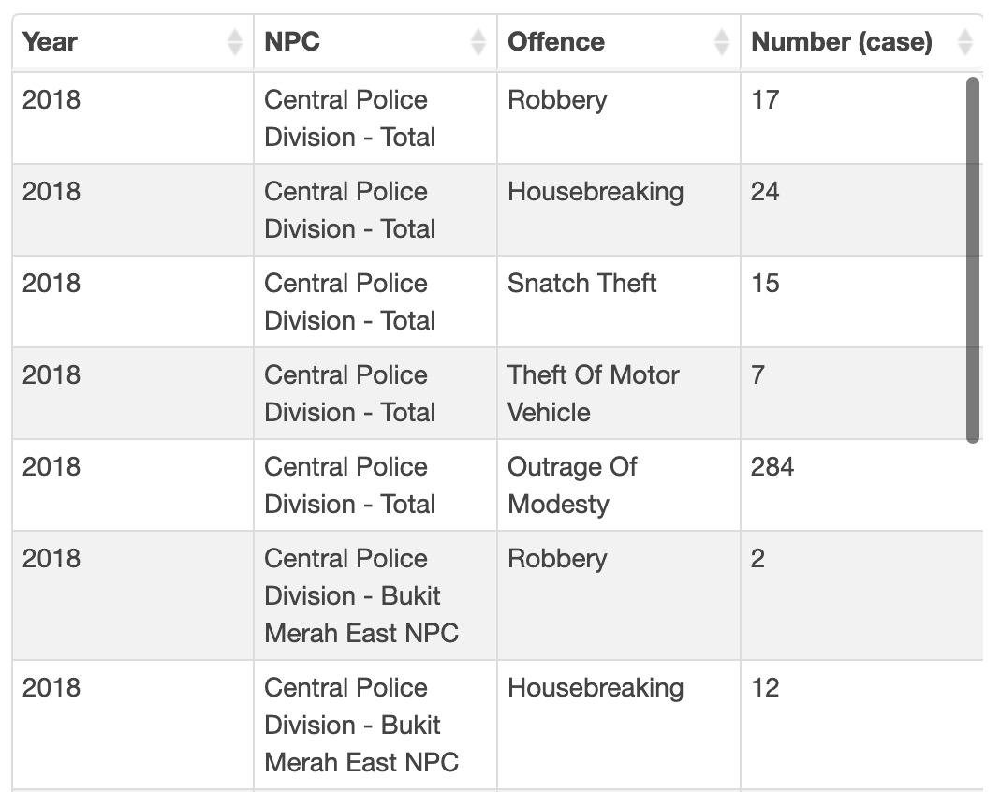 Year NPC Offence Number (case)
2018 Central Police Robbery 17
Division - Total
2018 Central Police Housebreaking 24
Division - Total
2018 Central Police Snatch Theft 15
Division - Total
2018 Central Police Theft Of Motor 7
Division - Total Vehicle
2018 Central Police Outrage Of 284
Division - Total Modesty
2018 Central Police Robbery 2
Division - Bukit
Merah East NPC
2018 Central Police Housebreaking 12
Division - Bukit
Merah East NPC